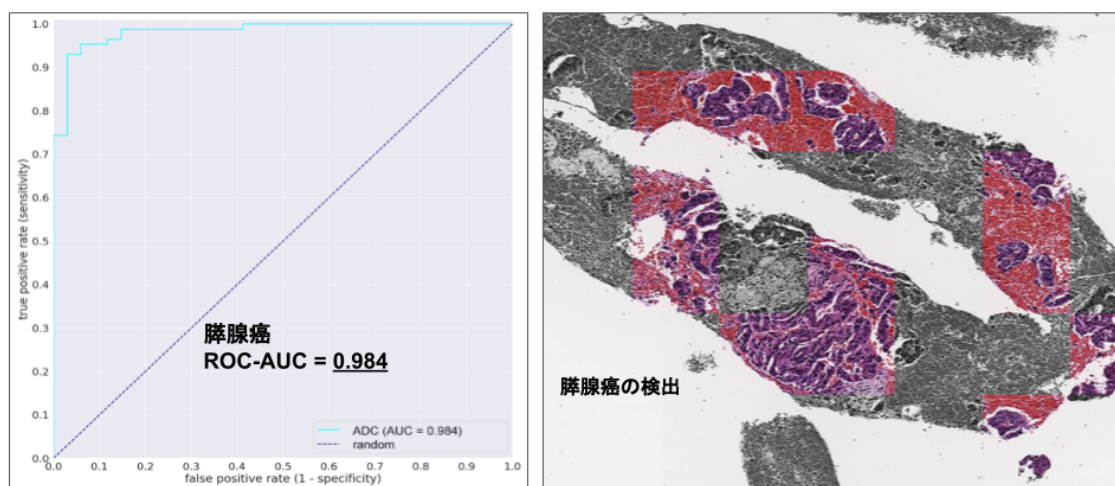 1.0
0.9
0.8
0.7
0.6
0.5
0.4
0.3
0.2
0.1
0.0
true positive rate (sensitivity)
膵腺癌
ROC-AUC = 0.984
ADC (AUC = 0.984)
random
0.0 0.1 0.2 0.3 0.4 0.5 0.6 0.7 0.8 0.9 1.0
false positive rate (1 - specificity)
膵腺癌の検出